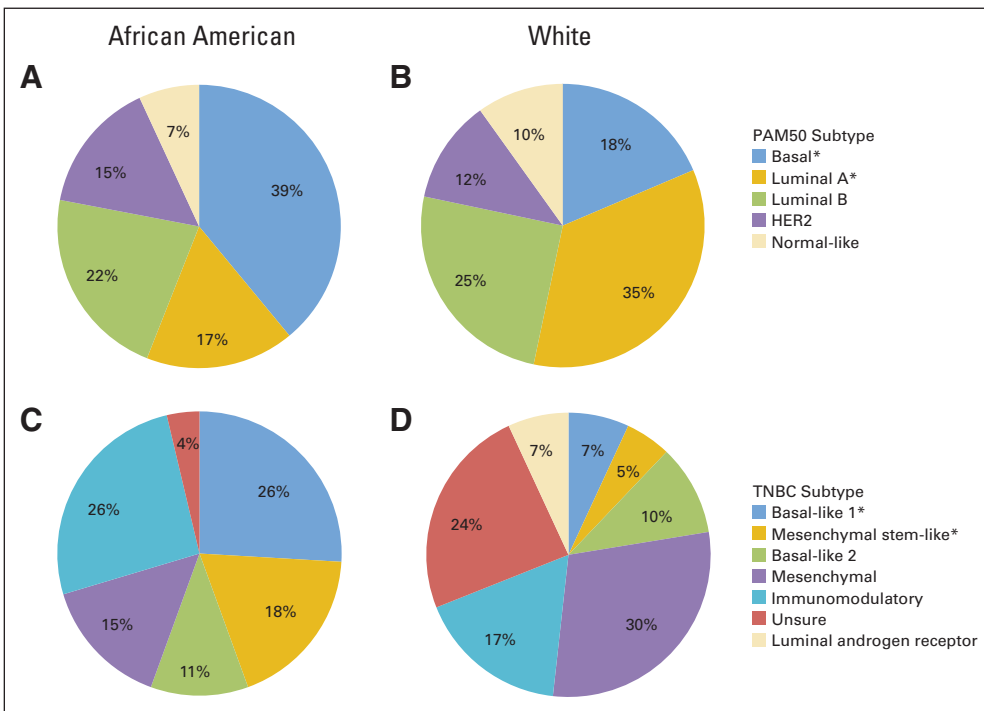 African American
White
A
B
7%
39%
15%
22%
17%
10%
18%
12%
25%
35%
PAM50 Subtype
Basal*
Luminal A*
Luminal B
HER2
Normal-like
C
D
4%
26%
26%
18%
15%
11%
7%
7%
5%
10%
24%
17%
30%
TNBC Subtype
Basal-like 1*
Mesenchymal stem-like*
Basal-like 2
Mesenchymal
Immunomodulatory
Unsure
Luminal androgen receptor